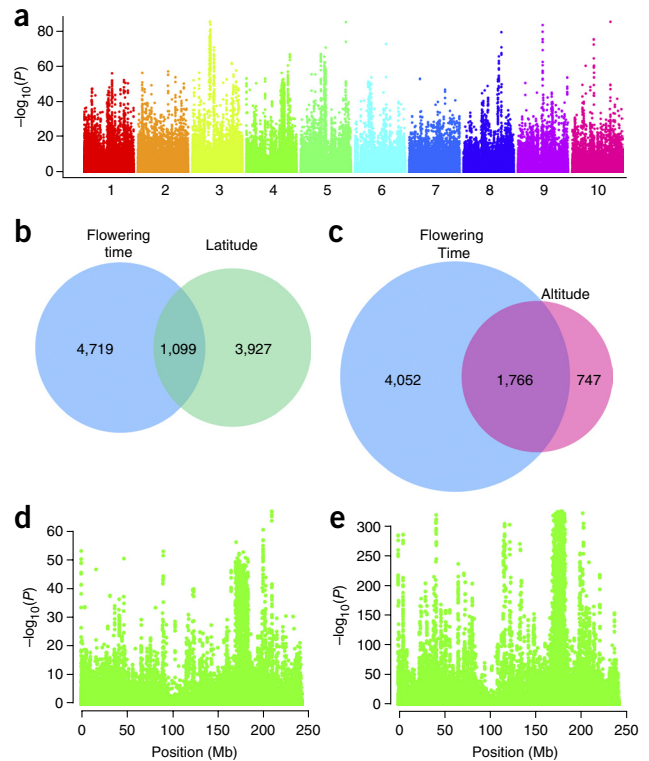 a
80
60
40
20
0
–log10(P)
1 2 3 4 5 6 7 8 9 10
b
Flowering
time
Latitude
4,719
1,099
3,927
c
Flowering
Time
Altitude
4,052
1,766
747
d
60
50
40
30
20
10
0
–log10(P)
0 50 100 150 200 250
Position (Mb)
e
300
250
200
150
100
50
0
–log10(P)
0 50 100 150 200 250
Position (Mb)